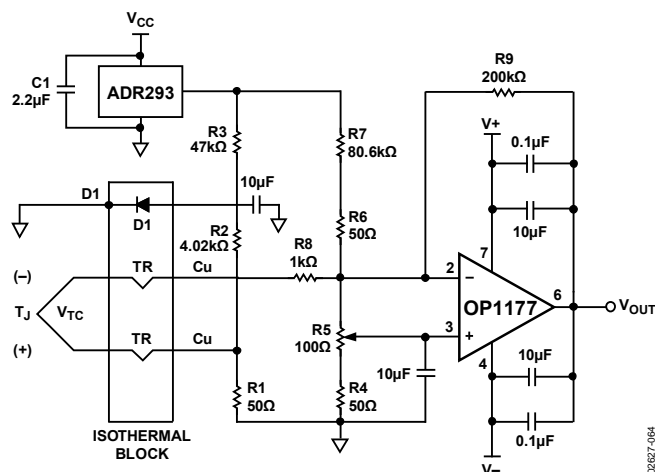 VCC
C1
2.2µF
ADR293
R3
47kΩ
R7
80.6kΩ
R9
200kΩ
V+
0.1µF
10µF
D1
D1
10µF
R2
4.02kΩ
R6
50Ω
R8
1kΩ
(–)
TR
Cu
TJ
VTC
(+)
TR
Cu
R5
100Ω
2
–
7
OP1177
6
VOUT
3
+
4
10µF
R1
50Ω
R4
50Ω
10µF
0.1µF
V–
ISOTHERMAL
BLOCK
02627-064